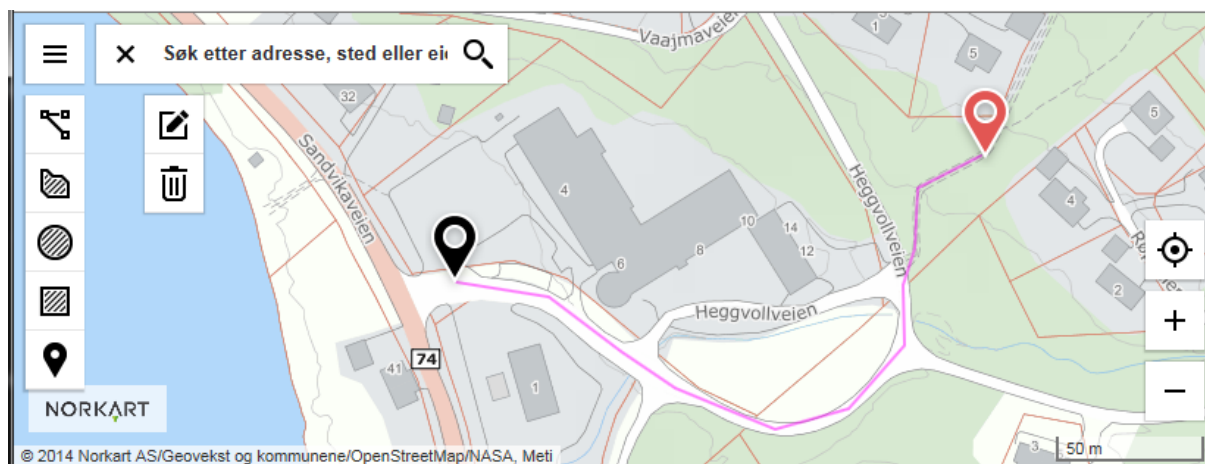 Søk etter adresse, sted eller eie
Vaajmaveien
1
5
32
Sandvikaveien
4
Heggvollveien
5
4
10
14
8
12
6
2
Heggvollveien
74
41
1
3
NORKART
50 m
© 2014 Norkart AS/Geovekst og kommunene/OpenStreetMap/NASA, Meti